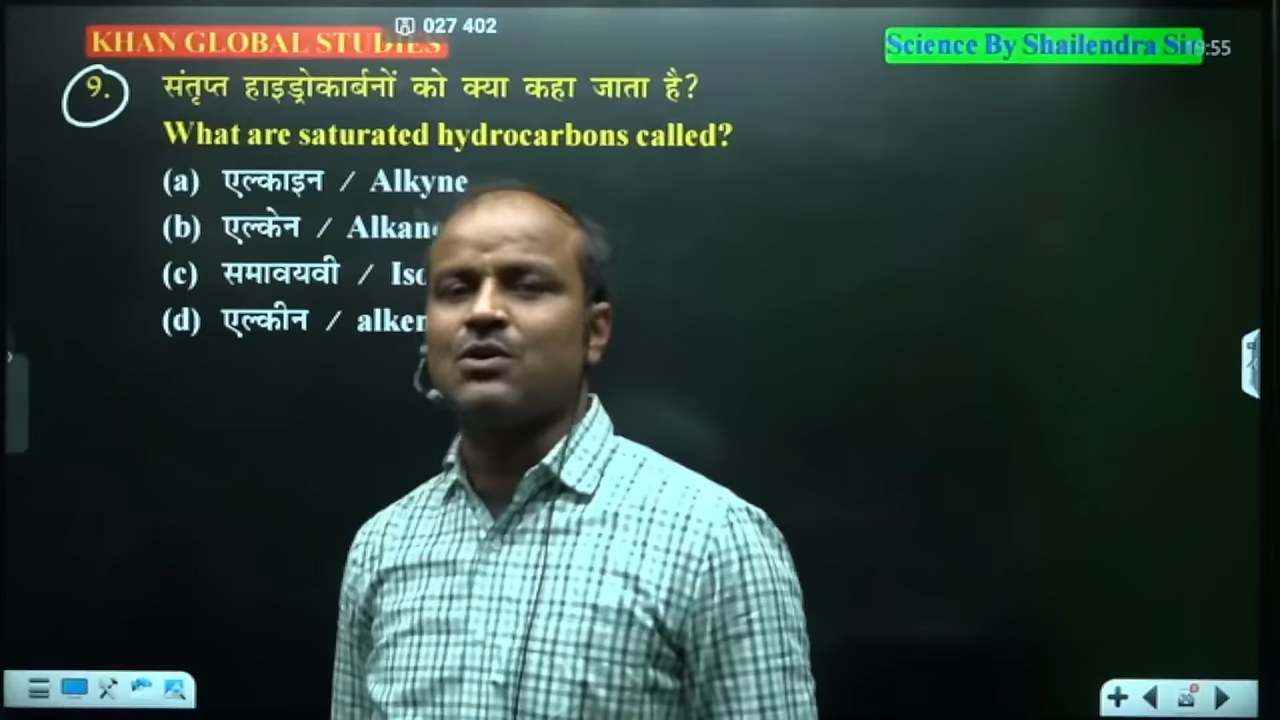 027 402
KHAN GLOBAL STUDIES
Science By Shailendra Sir
:55
9. संतृप्त हाइड्रोकार्बनों को क्या कहा जाता है?
What are saturated hydrocarbons called?
(a) एल्काइन / Alkyne
(b) एल्केन / Alkan
(c) समावयवी / Iso
(d) एल्कीन / alken